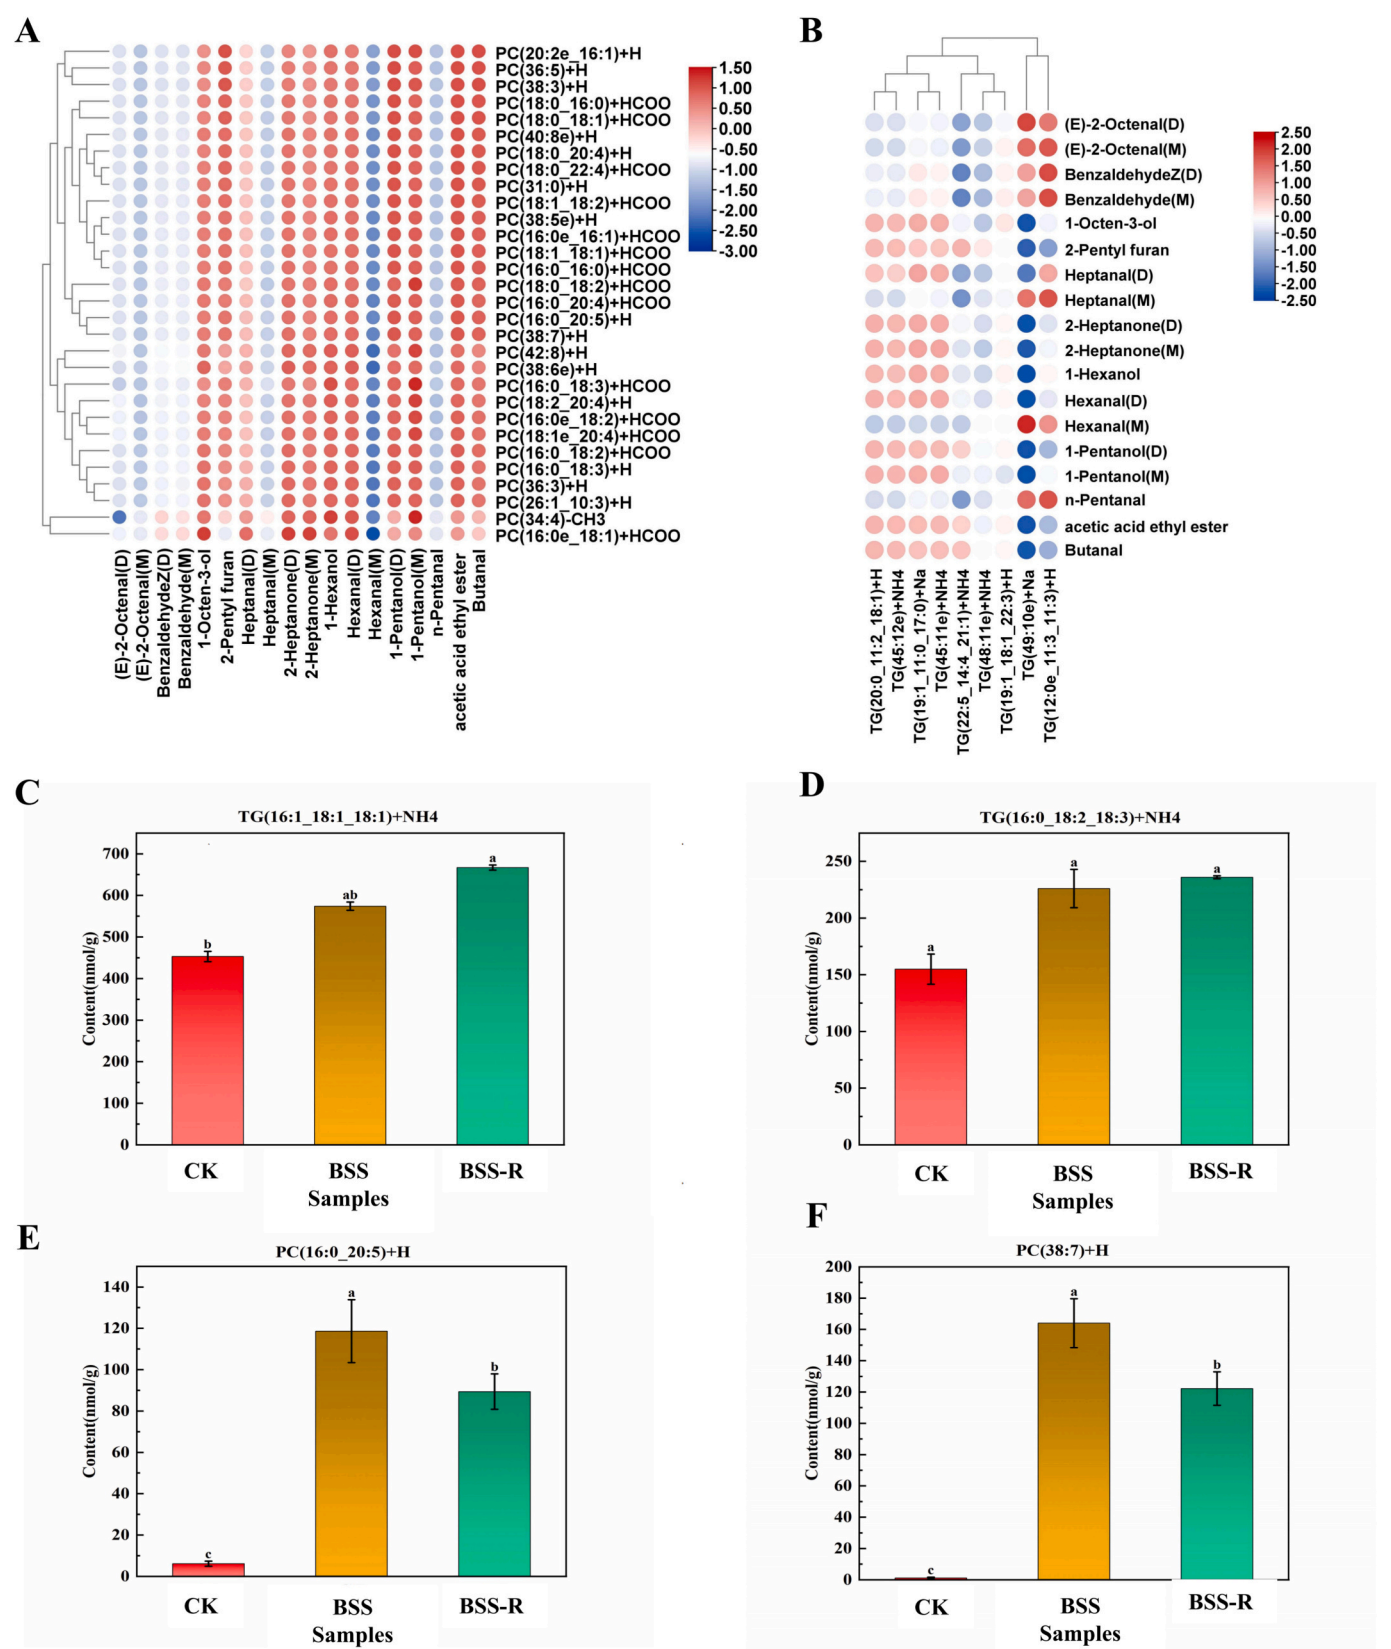 A
PC(20:2e_16:1)+H
PC(36:5)+H
PC(38:3)+H
PC(18:0_16:0)+HCOO
PC(18:0_18:1)+HCOO
PC(40:8e)+H
PC(18:0_20:4)+H
PC(18:0_22:4)+HCOO
PC(31:0)+H
PC(18:1_18:2)+HCOO
PC(38:5e)+H
PC(16:0e_16:1)+HCOO
PC(18:1_18:1)+HCOO
PC(16:0_16:0)+HCOO
PC(18:0_18:2)+HCOO
PC(16:0_20:4)+HCOO
PC(16:0_20:5)+H
PC(38:7)+H
PC(42:8)+H
PC(38:6e)+H
PC(16:0_18:3)+HCOO
PC(18:2_20:4)+H
PC(16:0e_18:2)+HCOO
PC(18:1e_20:4)+HCOO
PC(16:0_18:2)+HCOO
PC(16:0_18:3)+H
PC(36:3)+H
PC(26:1_10:3)+H
PC(34:4)-CH3
PC(16:0e_18:1)+HCOO
1.50
1.00
0.50
0.00
-0.50
-1.00
-1.50
-2.00
-2.50
-3.00
(E)-2-Octenal(D)
(E)-2-Octenal(M)
BenzaldehydeZ(D)
Benzaldehyde(M)
1-Octen-3-ol
2-Pentyl furan
Heptanal(D)
Heptanal(M)
2-Heptanone(D)
2-Heptanone(M)
1-Hexanol
Hexanal(D)
Hexanal(M)
1-Pentanol(D)
1-Pentanol(M)
n-Pentanal
acetic acid ethyl ester
Butanal
B
(E)-2-Octenal(D)
(E)-2-Octenal(M)
BenzaldehydeZ(D)
Benzaldehyde(M)
1-Octen-3-ol
2-Pentyl furan
Heptanal(D)
Heptanal(M)
2-Heptanone(D)
2-Heptanone(M)
1-Hexanol
Hexanal(D)
Hexanal(M)
1-Pentanol(D)
1-Pentanol(M)
n-Pentanal
acetic acid ethyl ester
Butanal
2.50
2.00
1.50
1.00
0.50
0.00
-0.50
-1.00
-1.50
-2.00
-2.50
TG(20:0_11:2_18:1)+H
TG(45:12e)+NH4
TG(19:1_11:0_17:0)+Na
TG(45:11e)+NH4
TG(22:5_14:4_21:1)+NH4
TG(48:11e)+NH4
TG(19:1_18:1_22:3)+H
TG(49:10e)+Na
TG(12:0e_11:3_11:3)+H
C
TG(16:1_18:1_18:1)+NH4
Content(nmol/g)
700
600
500
400
300
200
100
0
b
ab
a
CK
BSS
BSS-R
Samples
D
TG(16:0_18:2_18:3)+NH4
Content(nmol/g)
250
200
150
100
50
0
a
a
a
CK
BSS
BSS-R
Samples
E
PC(16:0_20:5)+H
Content(nmol/g)
140
120
100
80
60
40
20
0
c
a
b
CK
BSS
BSS-R
Samples
F
PC(38:7)+H
Content(nmol/g)
200
180
160
140
120
100
80
60
40
20
0
c
a
b
CK
BSS
BSS-R
Samples